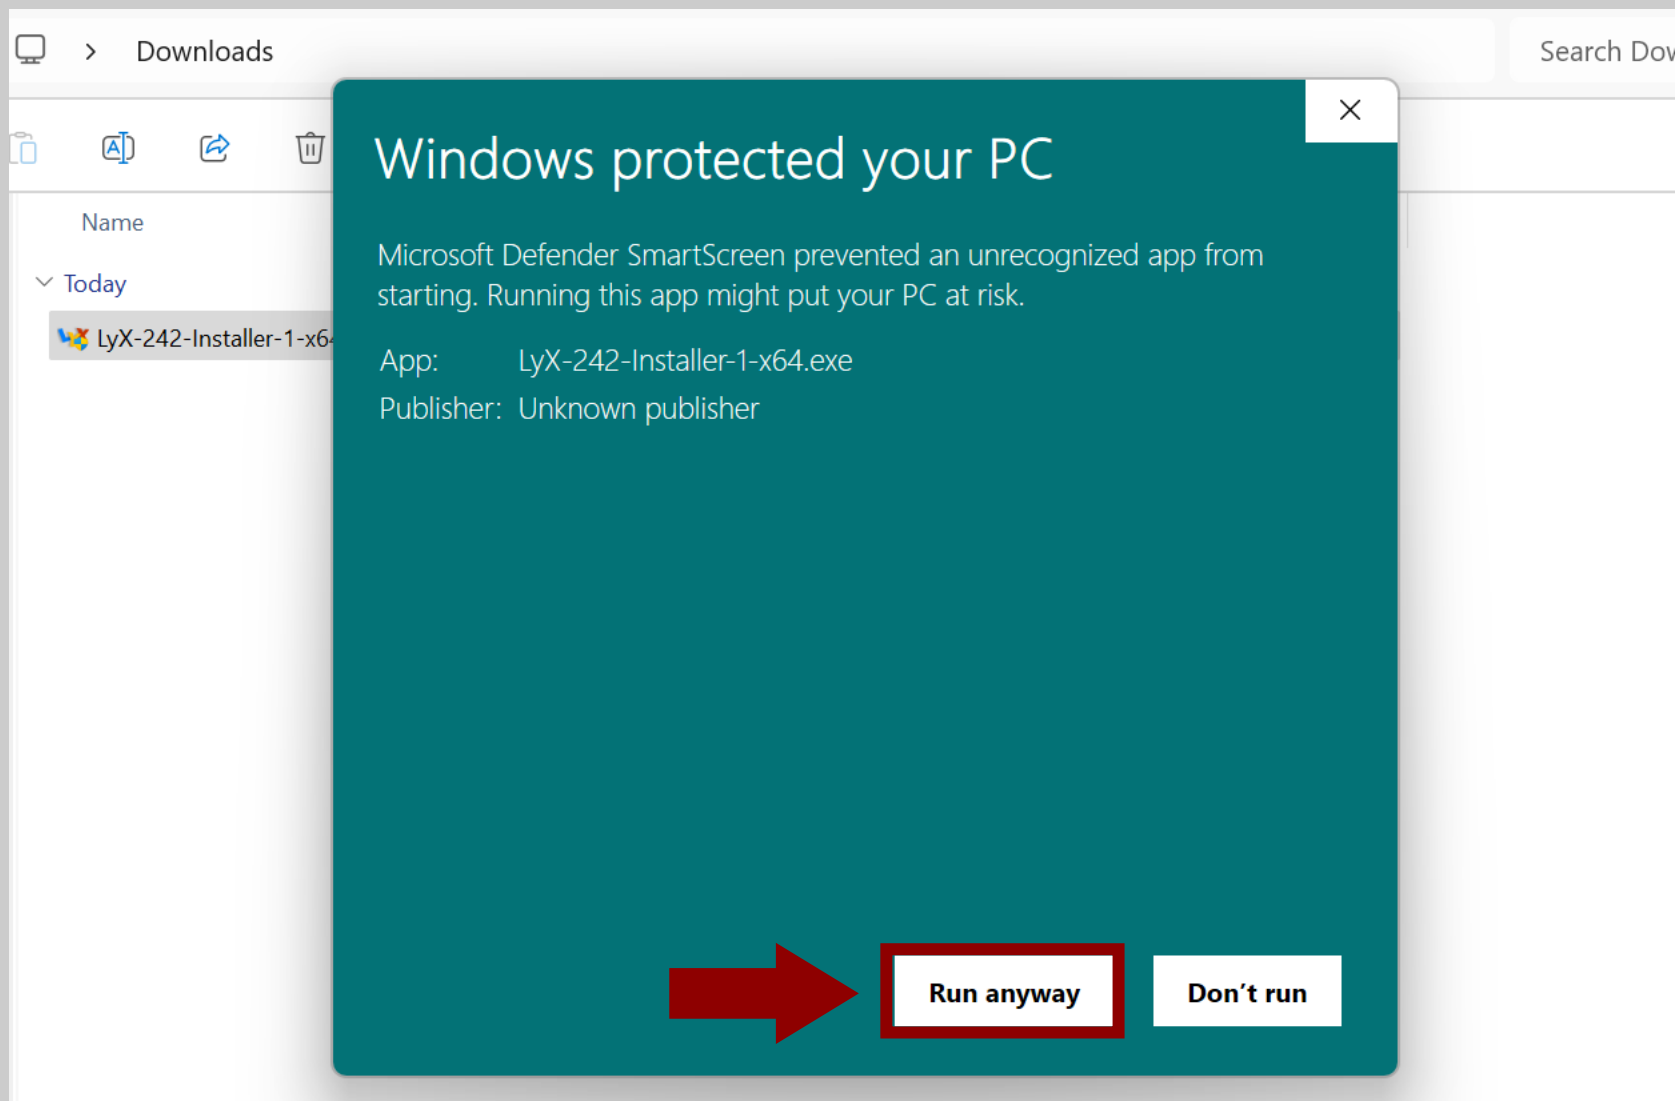 Downloads
Search Dow
Name
Today
LyX-242-Installer-1-x64
Windows protected your PC
Microsoft Defender SmartScreen prevented an unrecognized app from
starting. Running this app might put your PC at risk.
App: LyX-242-Installer-1-x64.exe
Publisher: Unknown publisher
Run anyway
Don't run